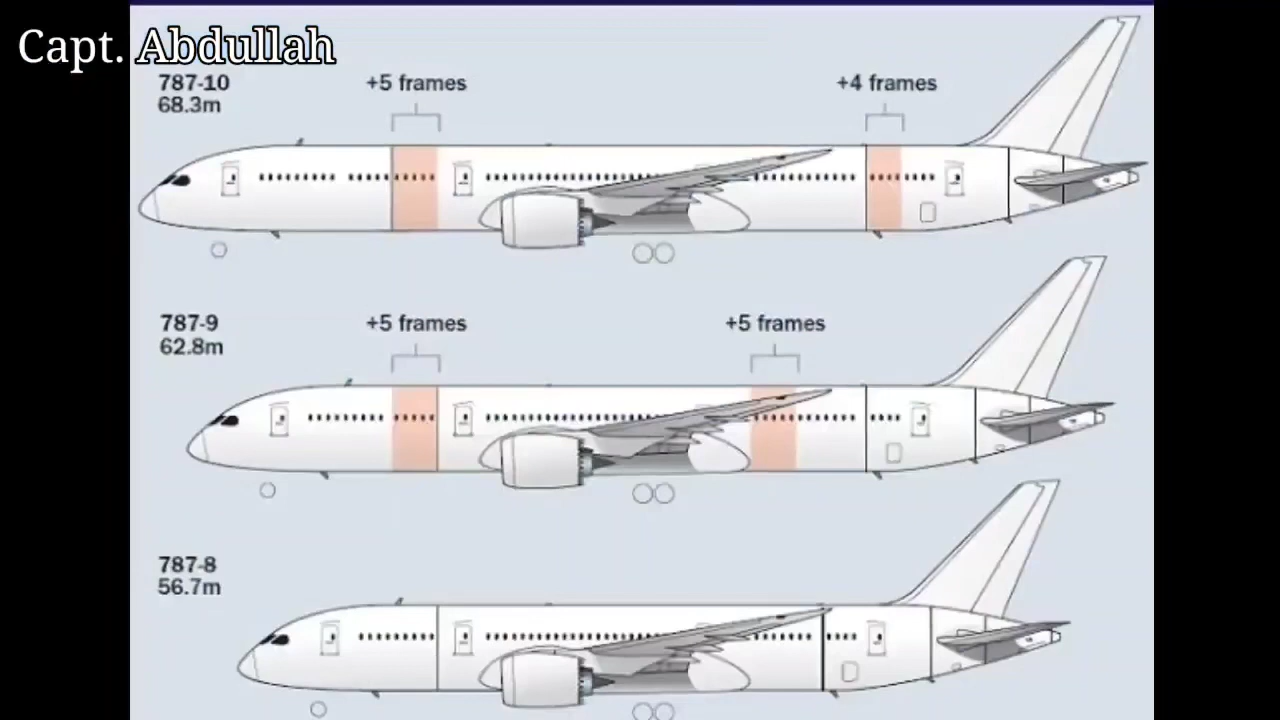 Capt. Abdullah
787-10
68.3m
+5 frames
+4 frames
787-9
62.8m
+5 frames
+5 frames
787-8
56.7m